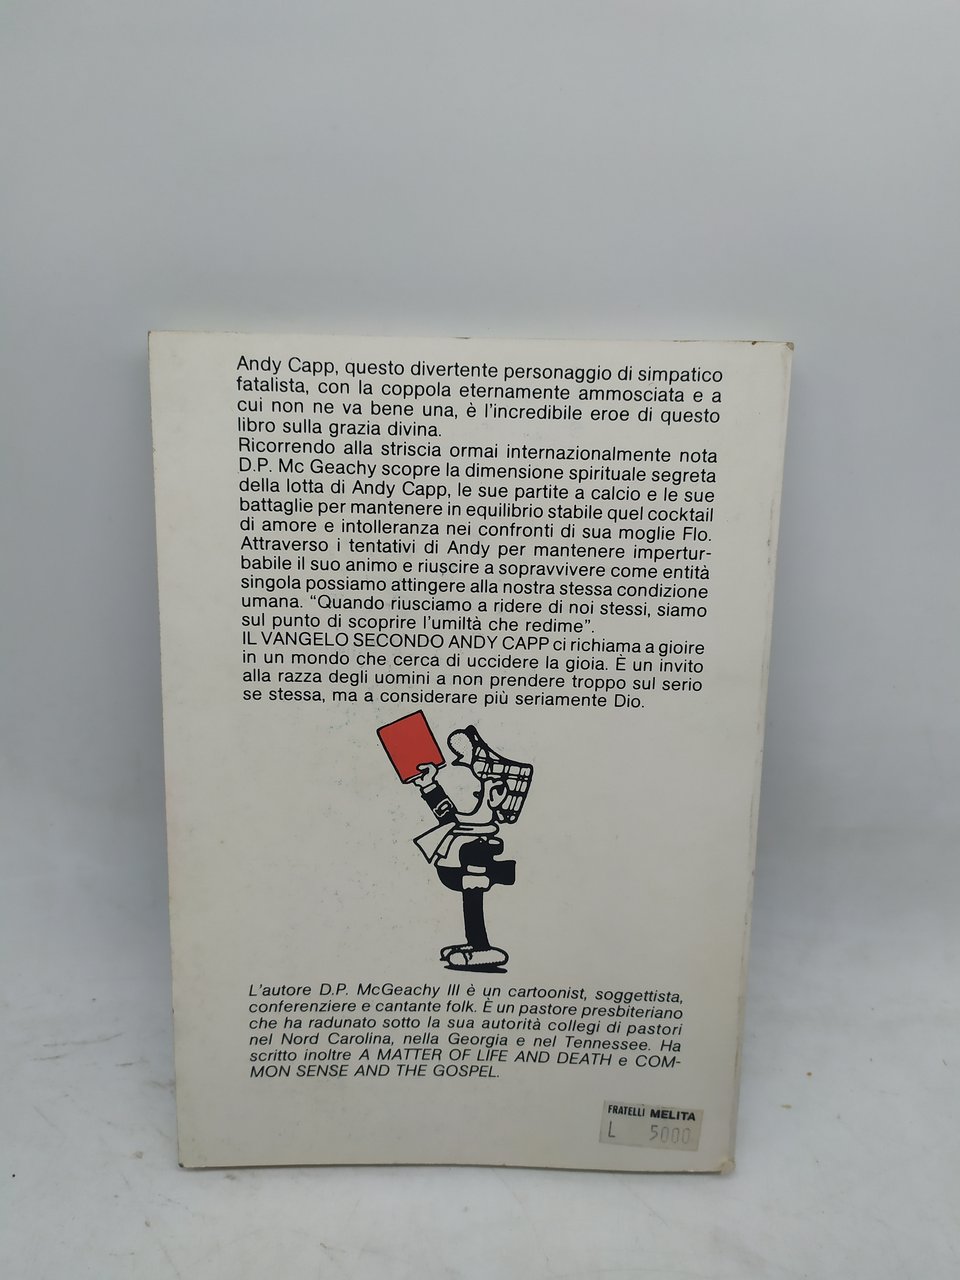 Andy Capp, questo divertente personaggio di simpatico
fatalista, con la coppola eternamente ammosciata e a
cui non ne va bene una, è l'incredibile eroe di questo
libro sulla grazia divina.
Ricorrendo alla striscia ormai internazionalmente nota
D.P. Mc Geachy scopre la dimensione spirituale segreta
della lotta di Andy Capp, le sue partite a calcio e le sue
battaglie per mantenere in equilibrio stabile quel cocktail
di amore e intolleranza nei confronti di sua moglie Flo.
Attraverso i tentativi di Andy per mantenere impertur-
babile il suo animo e riuscire a sopravvivere come entità
singola possiamo attingere alla nostra stessa condizione
umana. "Quando riusciamo a ridere di noi stessi, siamo
sul punto di scoprire l'umiltà che redime".
IL VANGELO SECONDO ANDY CAPP ci richiama a gioire
in un mondo che cerca di uccidere la gioia. È un invito
alla razza degli uomini a non prendere troppo sul serio
se stessa, ma a considerare più seriamente Dio.
L'autore D.P. McGeachy III è un cartoonist, soggettista,
conferenziere e cantante folk. È un pastore presbiteriano
che ha radunato sotto la sua autorità collegi di pastori
nel Nord Carolina, nella Georgia e nel Tennessee. Ha
scritto inoltre A MATTER OF LIFE AND DEATH e COM-
MON SENSE AND THE GOSPEL.
FRATELLI MELITA
L 5000